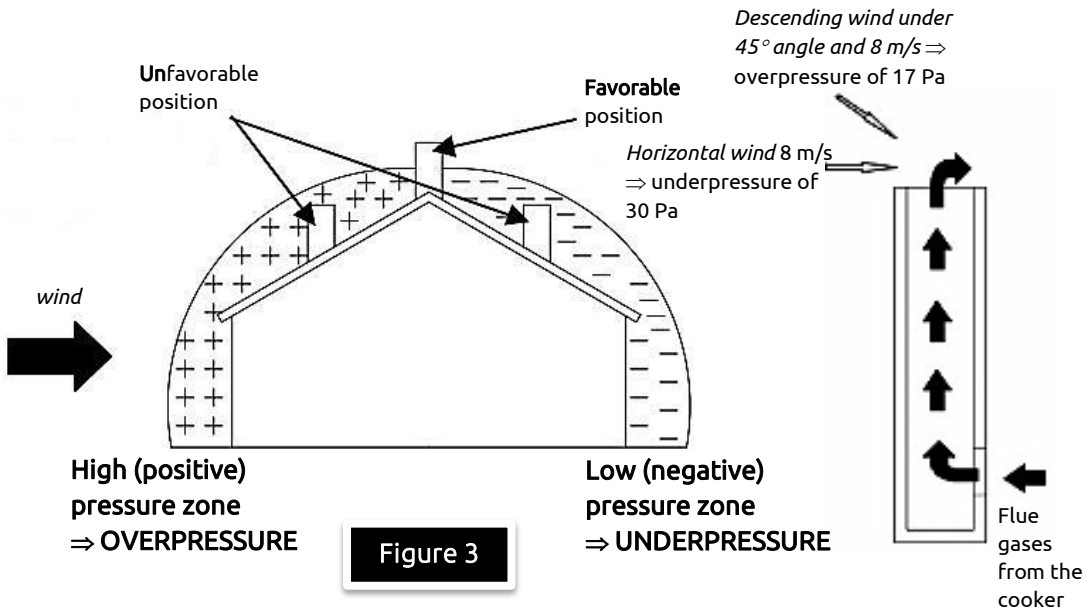 Descending wind under
45° angle and 8 m/s ⇒
overpressure of 17 Pa
Unfavorable
position
Favorable
position
Horizontal wind 8 m/s
⇒ underpressure of
30 Pa
wind
High (positive)
pressure zone
⇒ OVERPRESSURE
Low (negative)
pressure zone
⇒ UNDERPRESSURE
Figure 3
Flue
gases
from the
cooker